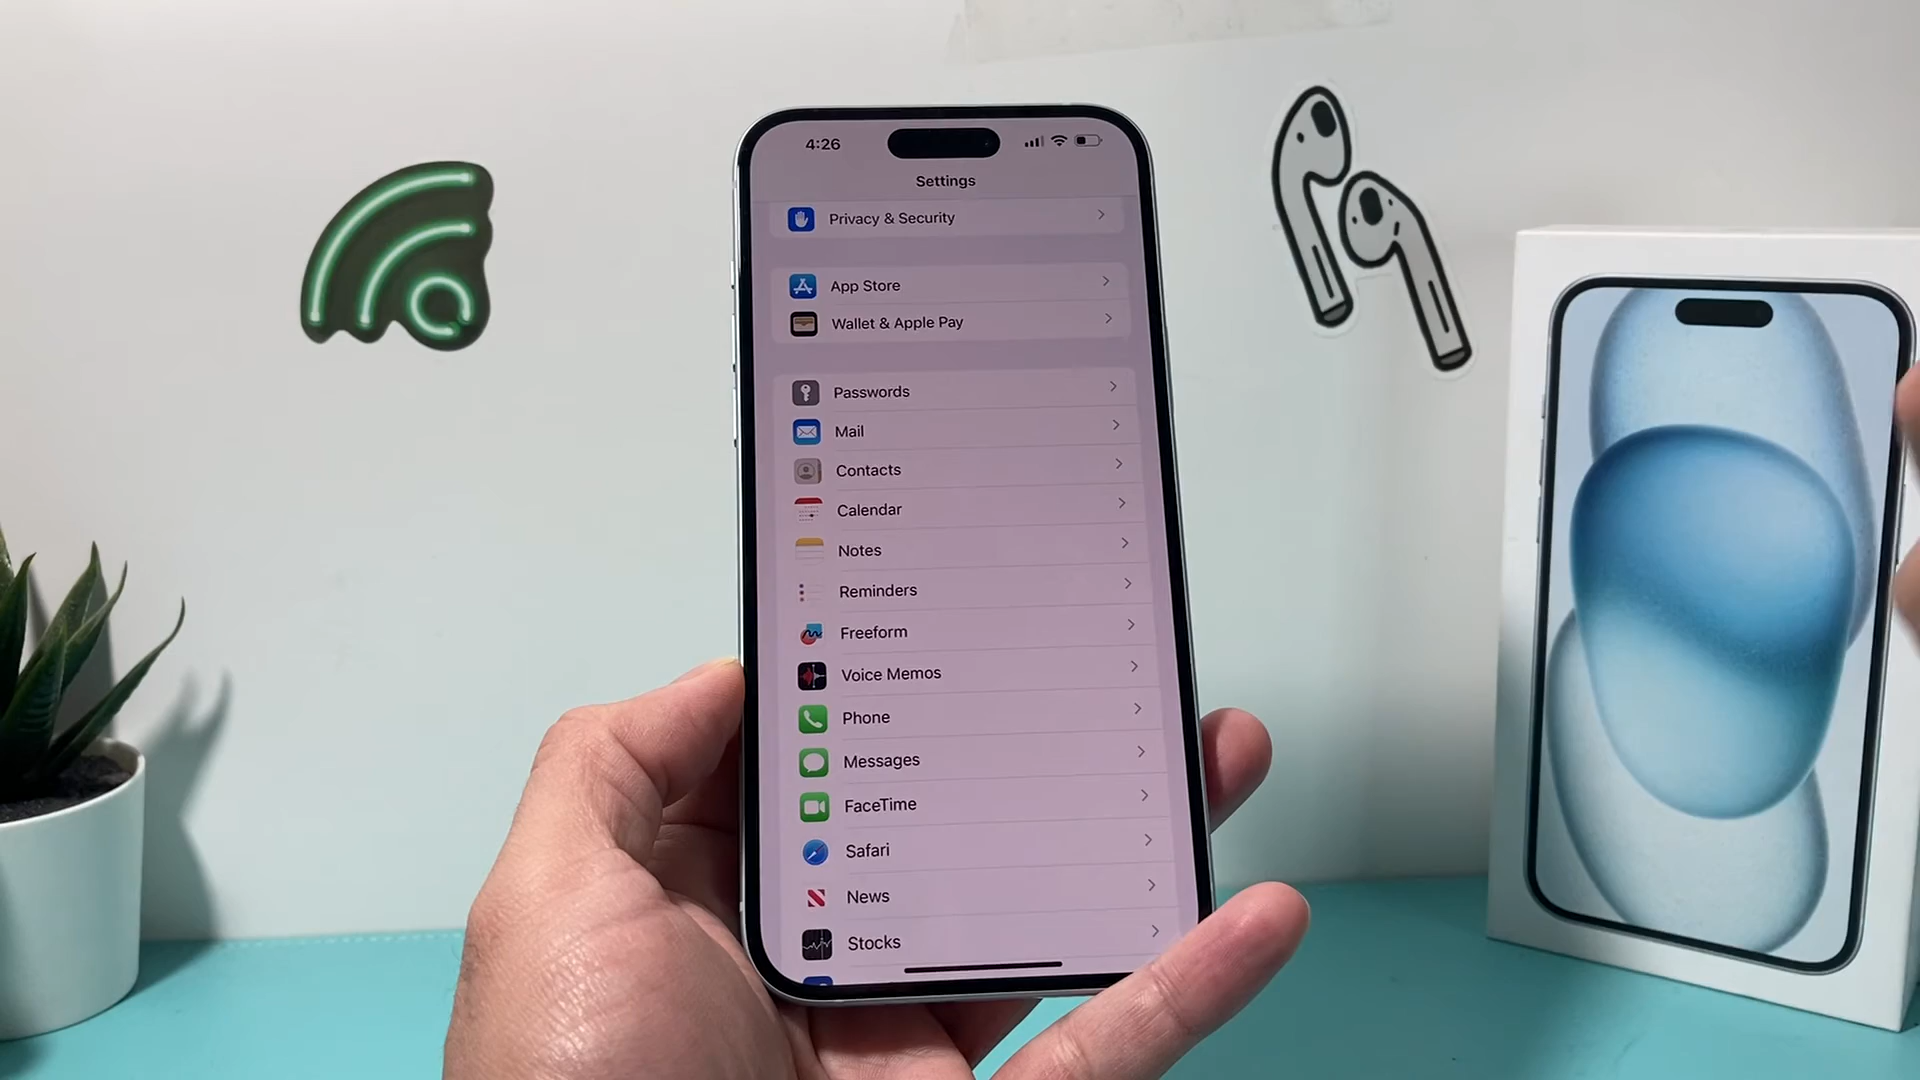 4:26
Settings
Privacy & Security
App Store
Wallet & Apple Pay
Passwords
Mail
Contacts
Calendar
Notes
Reminders
Freeform
Voice Memos
Phone
Messages
FaceTime
Safari
News
Stocks